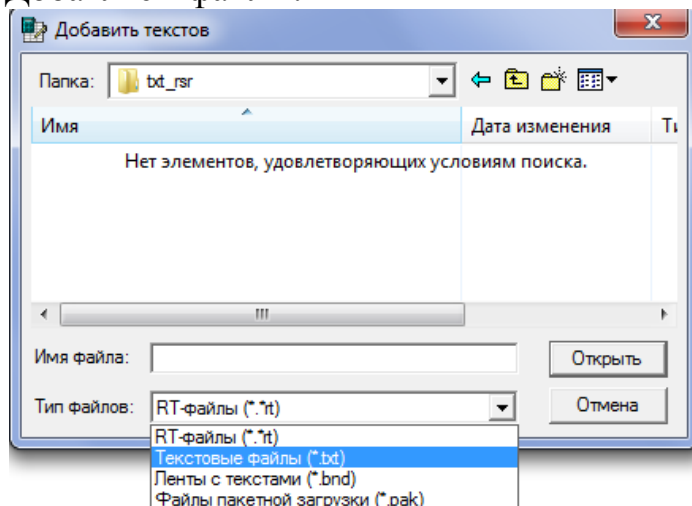 Добавить текстов
Папка: txt_rsr
Имя Дата изменения
Нет элементов, удовлетворяющих условиям поиска.
Имя файла: Открыть
Тип файлов: RT-файлы (*.*rt) Отмена
RT-файлы (*.*rt)
Текстовые файлы (*.txt)
Ленты с текстами (*.bnd)
Файлы пакетной загрузки (*.pak)